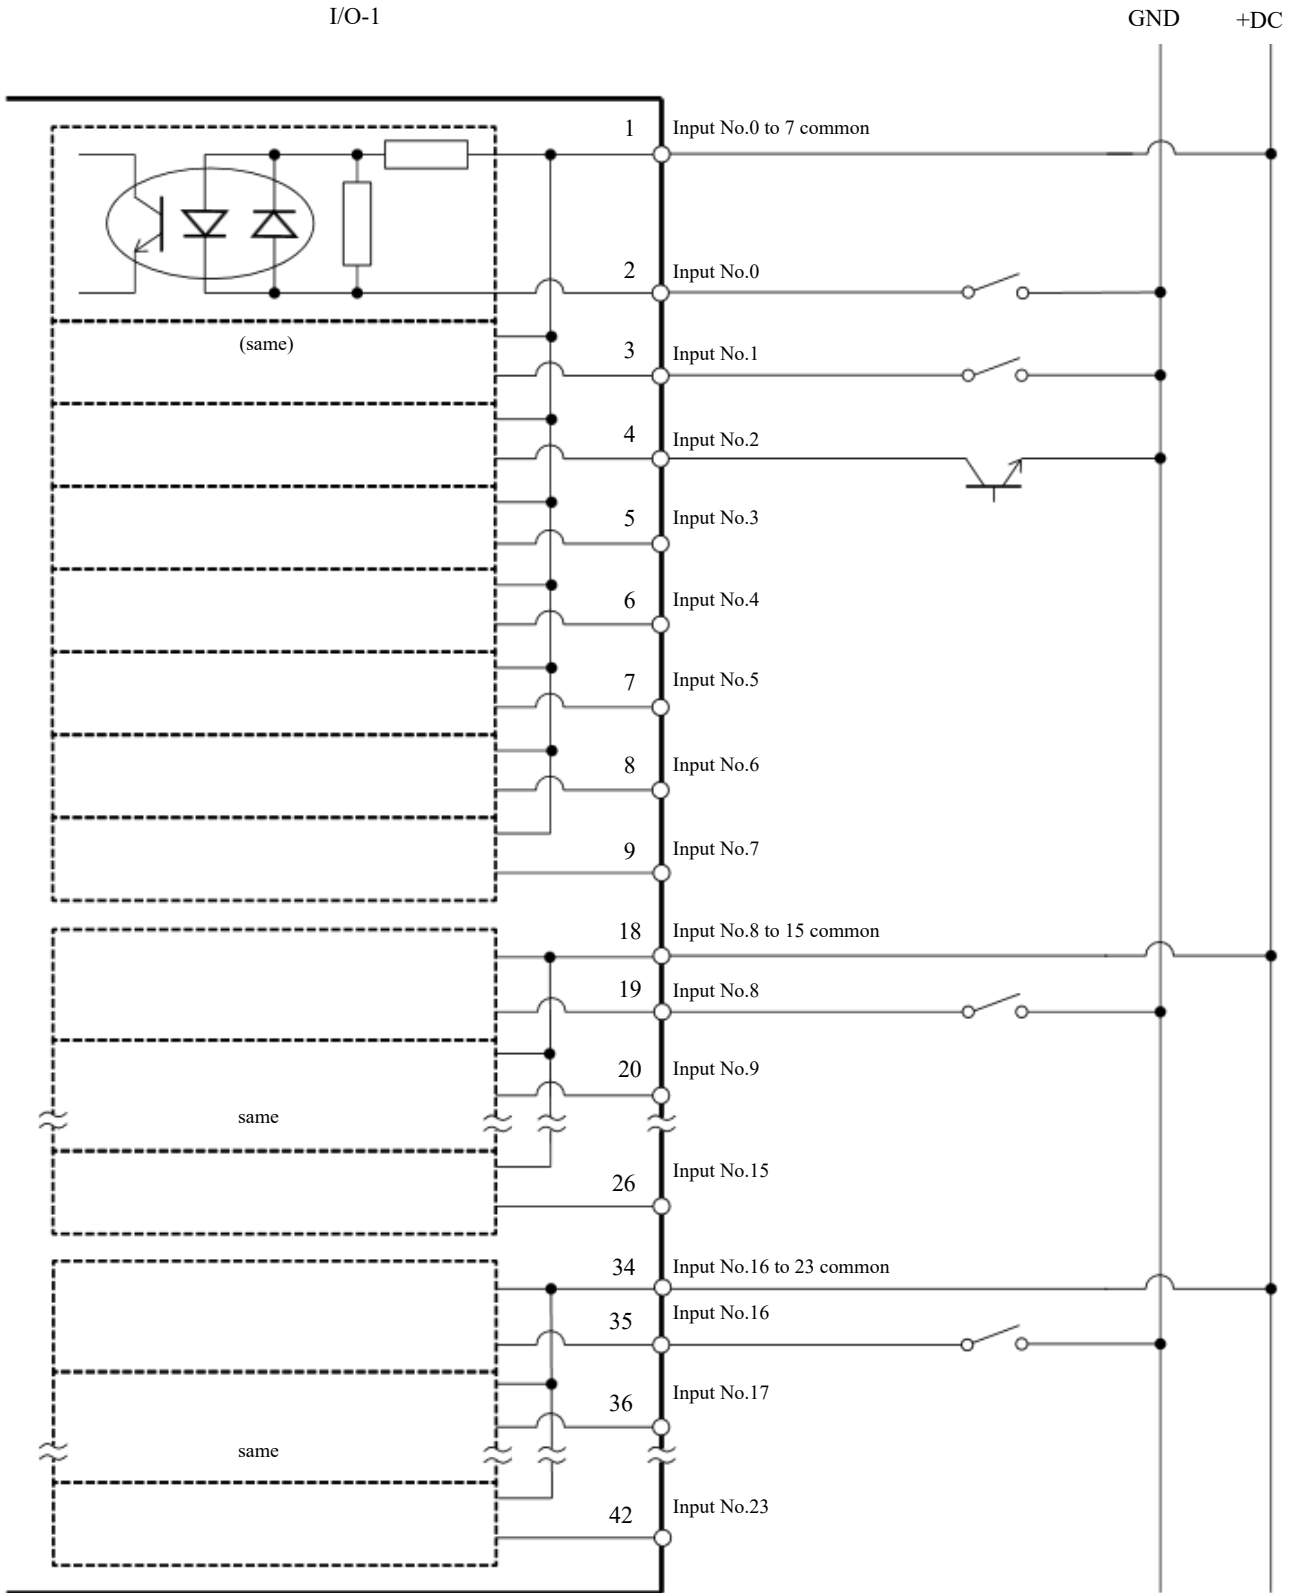 I/O-1
GND
+DC
1 Input No.0 to 7 common
2 Input No.0
(same)
3 Input No.1
4 Input No.2
5 Input No.3
6 Input No.4
7 Input No.5
8 Input No.6
9 Input No.7
18 Input No.8 to 15 common
19 Input No.8
20 Input No.9
same
26 Input No.15
34 Input No.16 to 23 common
35 Input No.16
36 Input No.17
same
42 Input No.23